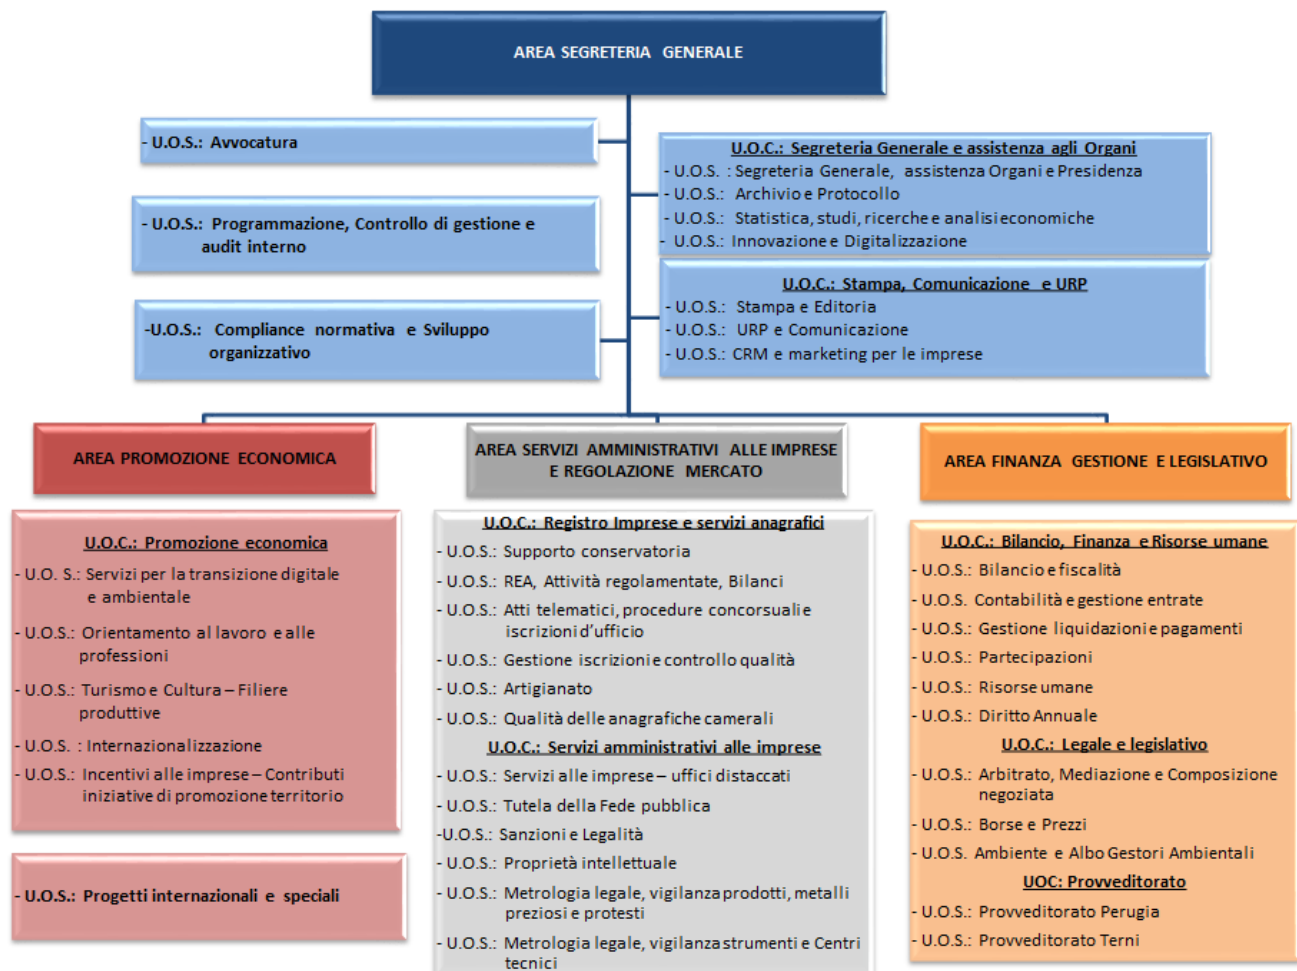 AREA SEGRETERIA GENERALE
- U.O.S.: Avvocatura
- U.O.S.: Programmazione, Controllo di gestione e
audit interno
-U.O.S.: Compliance normativa e Sviluppo
organizzativo
U.O.C.: Segreteria Generale e assistenza agli Organi
- U.O.S. : Segreteria Generale, assistenza Organi e Presidenza
- U.O.S.: Archivio e Protocollo
- U.O.S.: Statistica, studi, ricerche e analisi economiche
- U.O.S.: Innovazione e Digitalizzazione
U.O.C.: Stampa, Comunicazione e URP
- U.O.S.: Stampa e Editoria
- U.O.S.: URP e Comunicazione
- U.O.S.: CRM e marketing per le imprese
AREA PROMOZIONE ECONOMICA
U.O.C.: Promozione economica
- U.O. S.: Servizi per la transizione digitale
e ambientale
- U.O.S.: Orientamento al lavoro e alle
professioni
- U.O.S.: Turismo e Cultura – Filiere
produttive
- U.O.S. : Internazionalizzazione
- U.O.S.: Incentivi alle imprese – Contributi
iniziative di promozione territorio
- U.O.S.: Progetti internazionali e speciali
AREA SERVIZI AMMINISTRATIVI ALLE IMPRESE
E REGOLAZIONE MERCATO
U.O.C.: Registro Imprese e servizi anagrafici
- U.O.S.: Supporto conservatoria
- U.O.S.: REA, Attività regolamentate, Bilanci
- U.O.S.: Atti telematici, procedure concorsuali e
iscrizioni d'ufficio
- U.O.S.: Gestione iscrizioni e controllo qualità
- U.O.S.: Artigianato
- U.O.S.: Qualità delle anagrafiche camerali
U.O.C.: Servizi amministrativi alle imprese
- U.O.S.: Servizi alle imprese – uffici distaccati
- U.O.S.: Tutela della Fede pubblica
-U.O.S.: Sanzioni e Legalità
- U.O.S.: Proprietà intellettuale
- U.O.S.: Metrologia legale, vigilanza prodotti, metalli
preziosi e protesti
- U.O.S.: Metrologia legale, vigilanza strumenti e Centri
tecnici
AREA FINANZA GESTIONE E LEGISLATIVO
U.O.C.: Bilancio, Finanza e Risorse umane
- U.O.S.: Bilancio e fiscalità
- U.O.S. Contabilità e gestione entrate
- U.O.S.: Gestione liquidazioni e pagamenti
- U.O.S.: Partecipazioni
- U.O.S.: Risorse umane
- U.O.S.: Diritto Annuale
U.O.C.: Legale e legislativo
- U.O.S.: Arbitrato, Mediazione e Composizione
negoziata
- U.O.S.: Borse e Prezzi
- U.O.S. Ambiente e Albo Gestori Ambientali
UOC: Provveditorato
- U.O.S.: Provveditorato Perugia
- U.O.S.: Provveditorato Terni